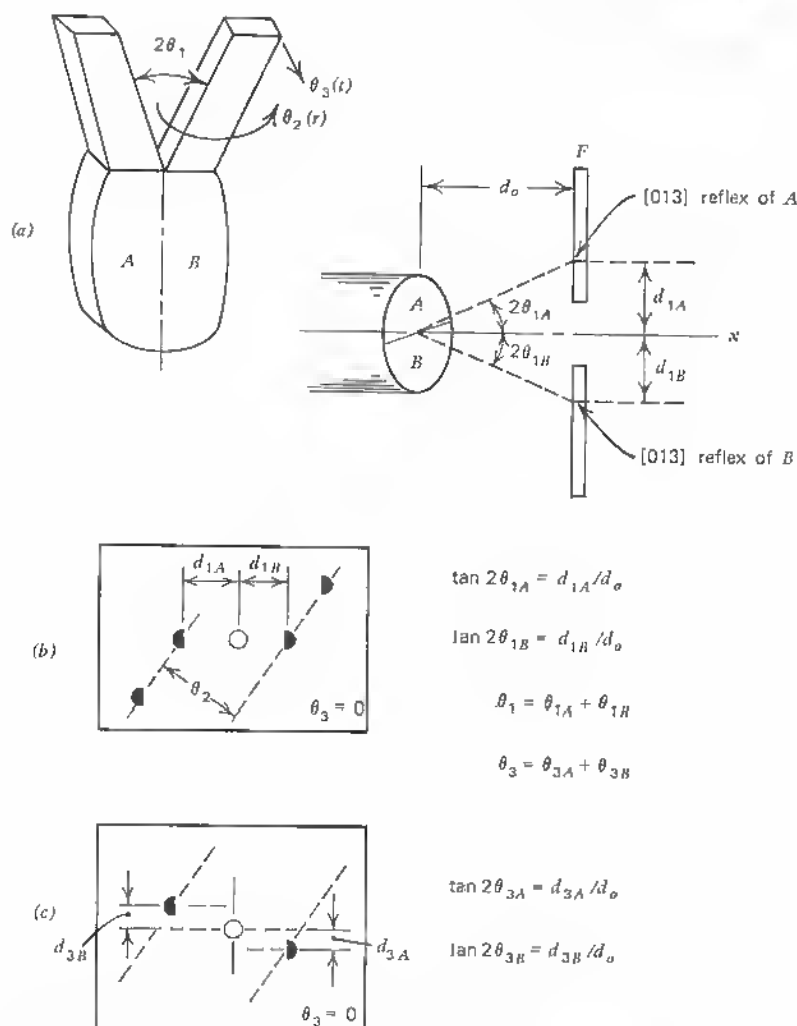 2θ₁
θ₃(t)
θ₂(r)
(a)
A
B
F
dₒ
[013] reflex of A
A
B
2θ₁A
2θ₁B
d₁A
x
d₁B
[013] reflex of B
(b)
d₁A
d₁B
θ₂
θ₃ = 0
tan 2θ₁A = d₁A/dₒ
tan 2θ₁B = d₁B/dₒ
θ₁ = θ₁A + θ₁B
θ₃ = θ₃A + θ₃B
(c)
d₃B
d₃A
θ₃ = 0
tan 2θ₃A = d₃A/dₒ
tan 2θ₃B = d₃B/dₒ